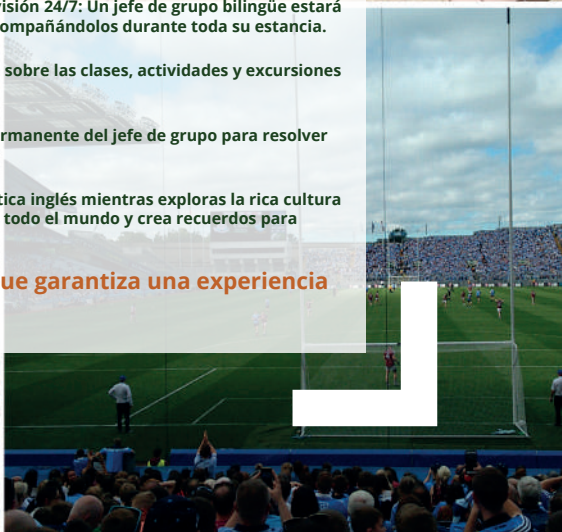 visión 24/7: Un jefe de grupo bilingüe estará
ompañándolos durante toda su estancia.
sobre las clases, actividades y excursiones
rmanente del jefe de grupo para resolver
tica inglés mientras exploras la rica cultura
todo el mundo y crea recuerdos para
ue garantiza una experiencia